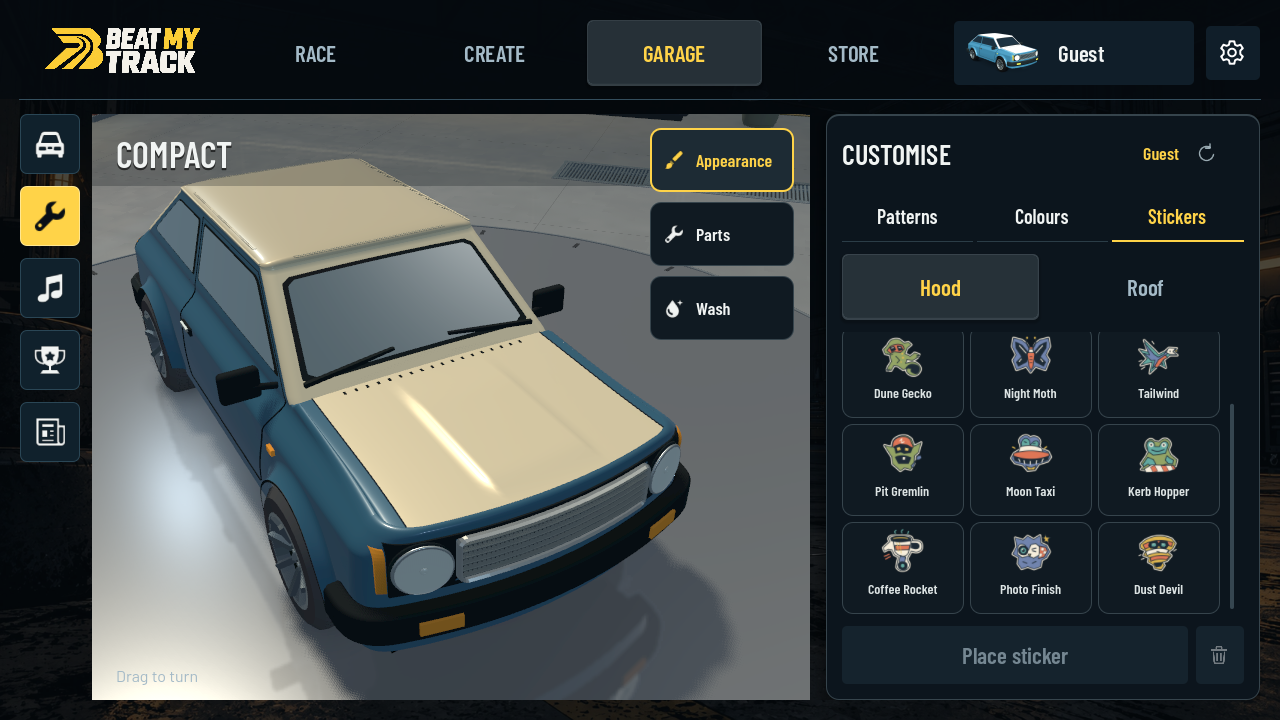 BEAT MY
TRACK
RACE
CREATE
GARAGE
STORE
Guest
COMPACT
Appearance
Parts
Wash
Drag to turn
CUSTOMISE
Guest
Patterns
Colours
Stickers
Hood
Roof
Dune Gecko
Night Moth
Tailwind
Pit Gremlin
Moon Taxi
Kerb Hopper
Coffee Rocket
Photo Finish
Dust Devil
Place sticker